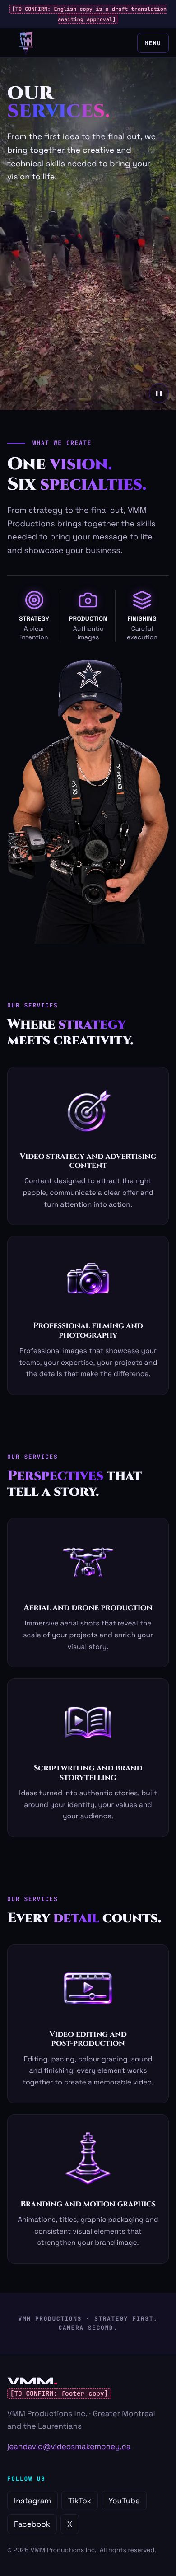 [TO CONFIRM: English copy is a draft translation
awaiting approval]
MENU
OUR
SERVICES.
From the first idea to the final cut, we
bring together the creative and
technical skills needed to bring your
vision to life.
WHAT WE CREATE
One vision.
Six specialties.
From strategy to the final cut, VMM
Productions brings together the skills
needed to bring your message to life
and showcase your business.
STRATEGY
A clear
intention
PRODUCTION
Authentic
images
FINISHING
Careful
execution
OUR SERVICES
Where strategy
meets creativity.
Video strategy and advertising
content
Content designed to attract the right
people, communicate a clear offer and
turn attention into action.
Professional filming and
photography
Professional images that showcase your
teams, your expertise, your projects and
the details that make the difference.
OUR SERVICES
Perspectives that
tell a story.
Aerial and drone production
Immersive aerial shots that reveal the
scale of your projects and enrich your
visual story.
Scriptwriting and brand
storytelling
Ideas turned into authentic stories, built
around your identity, your values and
your audience.
OUR SERVICES
Every detail counts.
Video editing and
post-production
Editing, pacing, colour grading, sound
and finishing: every element works
together to create a memorable video.
Branding and motion graphics
Animations, titles, graphic packaging and
consistent visual elements that
strengthen your brand image.
VMM PRODUCTIONS • STRATEGY FIRST.
CAMERA SECOND.
VMM.
[TO CONFIRM: footer copy]
VMM Productions Inc. · Greater Montreal
and the Laurentians
jeandavid@videosmakemoney.ca
FOLLOW US
Instagram
TikTok
YouTube
Facebook
X
© 2026 VMM Productions Inc.. All rights reserved.